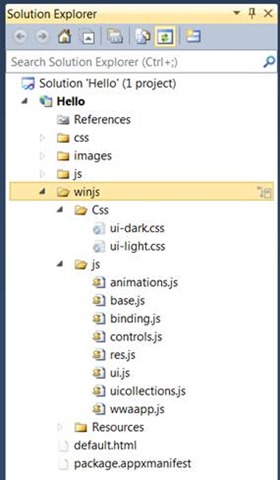 Solution Explorer
Search Solution Explorer (Ctrl+;)
Solution 'Hello' (1 project)
Hello
References
css
images
js
winjs
Css
ui-dark.css
ui-light.css
js
animations.js
base.js
binding.js
controls.js
res.js
ui.js
uicollections.js
wwaapp.js
Resources
default.html
package.appxmanifest